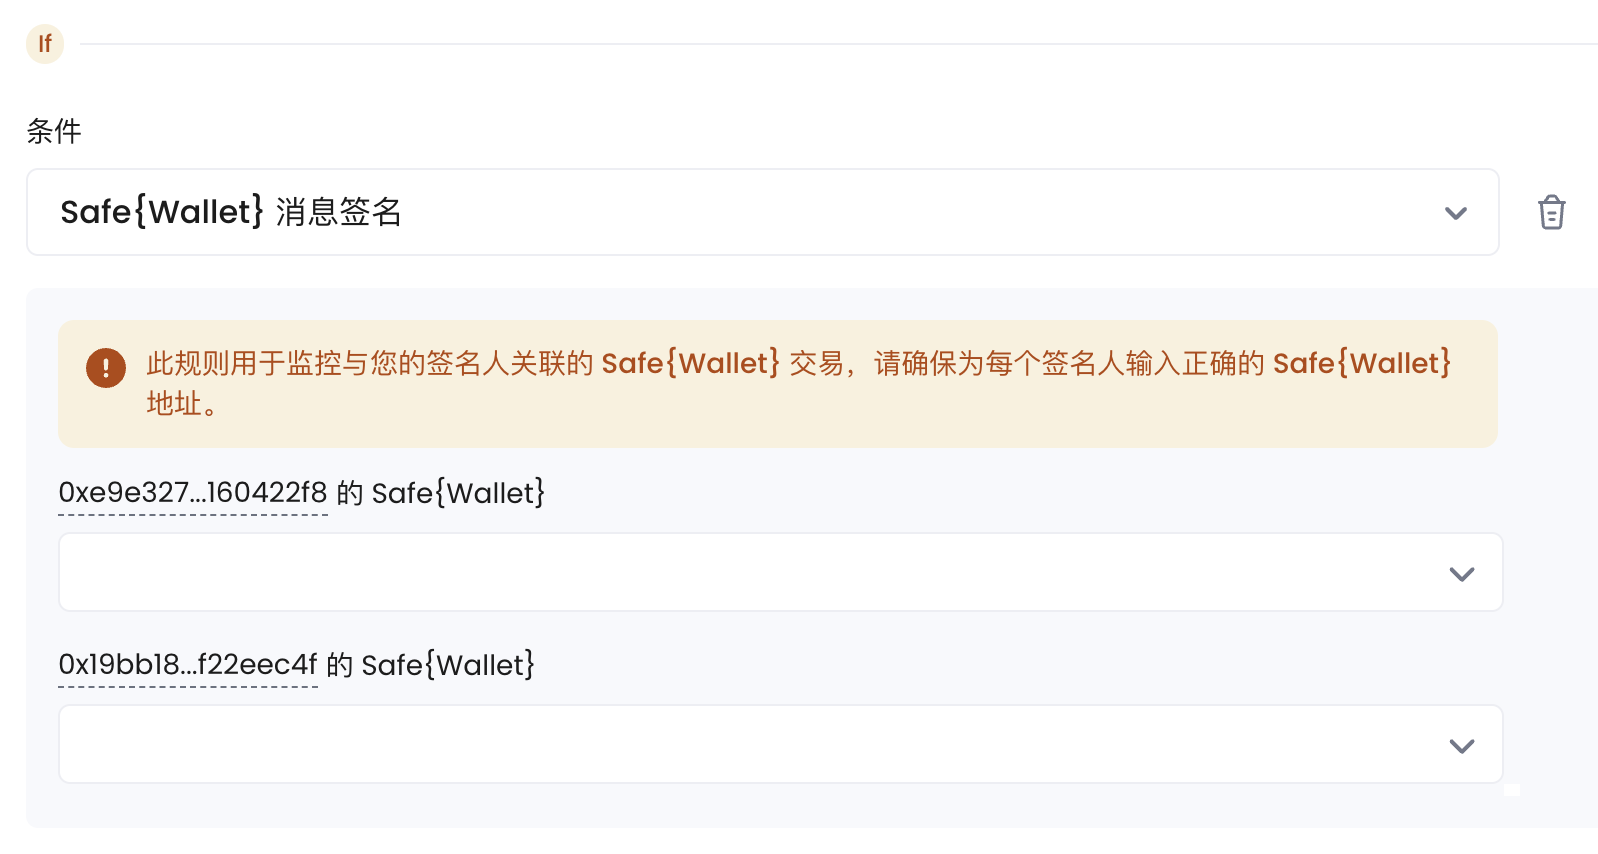 If
条件
Safe{Wallet} 消息签名
此规则用于监控与您的签名人关联的 Safe{Wallet} 交易，请确保为每个签名人输入正确的 Safe{Wallet}
地址。
0xe9e327...160422f8 的 Safe{Wallet}
0x19bb18...f22eec4f 的 Safe{Wallet}